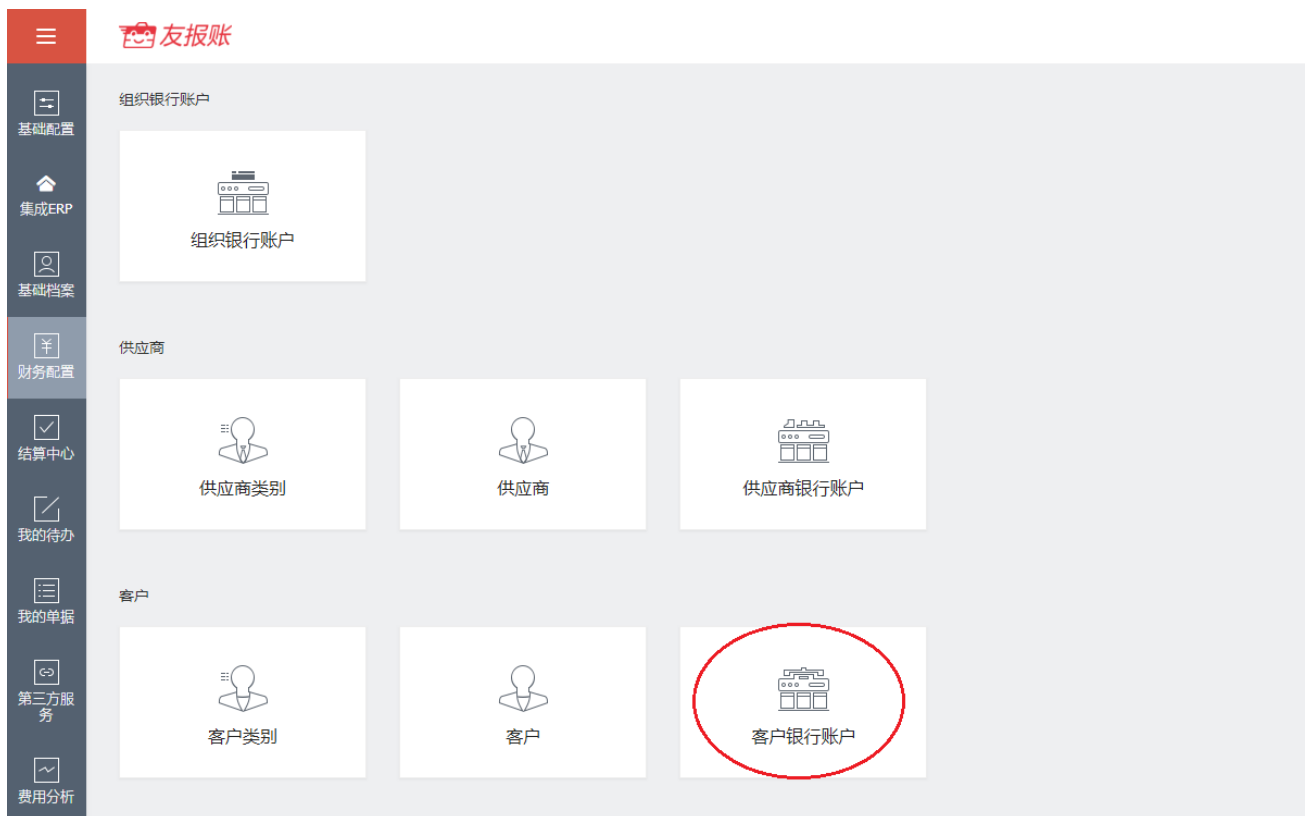 友报账
基础配置
集成ERP
基础档案
财务配置
结算中心
我的待办
我的单据
第三方服
务
费用分析
组织银行账户
组织银行账户
供应商
供应商类别
供应商
供应商银行账户
客户
客户类别
客户
客户银行账户